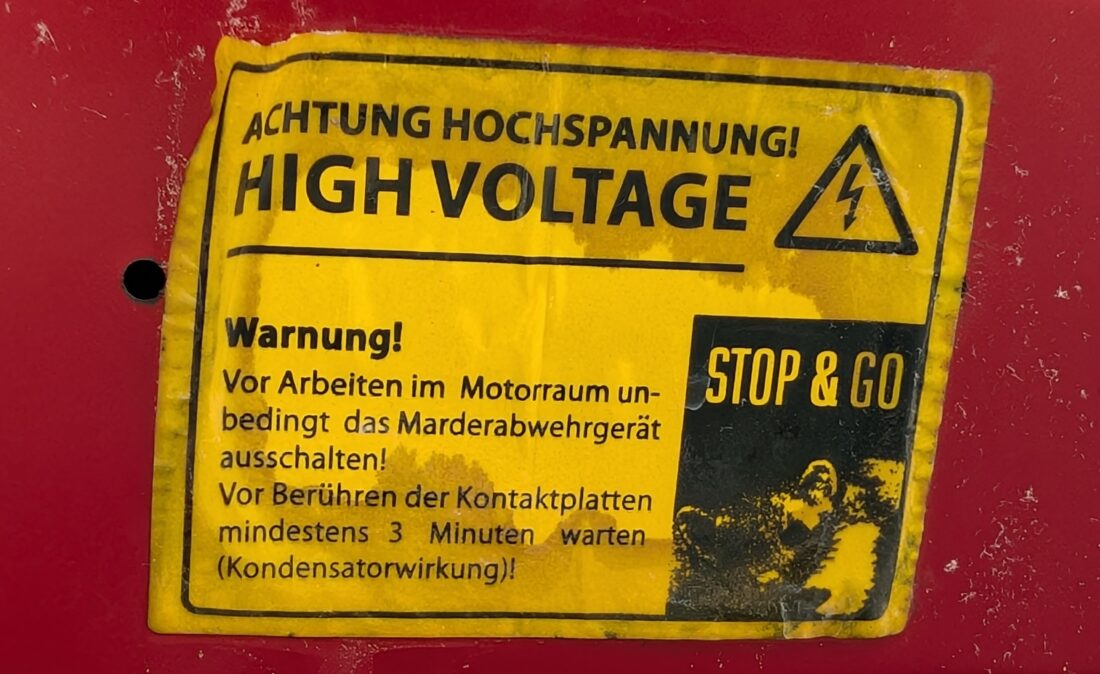 ACHTUNG HOCHSPANNUNG!
HIGH VOLTAGE
Warnung!
Vor Arbeiten im Motorraum un-
bedingt das Marderabwehrgerät
ausschalten!
Vor Berühren der Kontaktplatten
mindestens 3 Minuten warten
(Kondensatorwirkung)!
STOP & GO